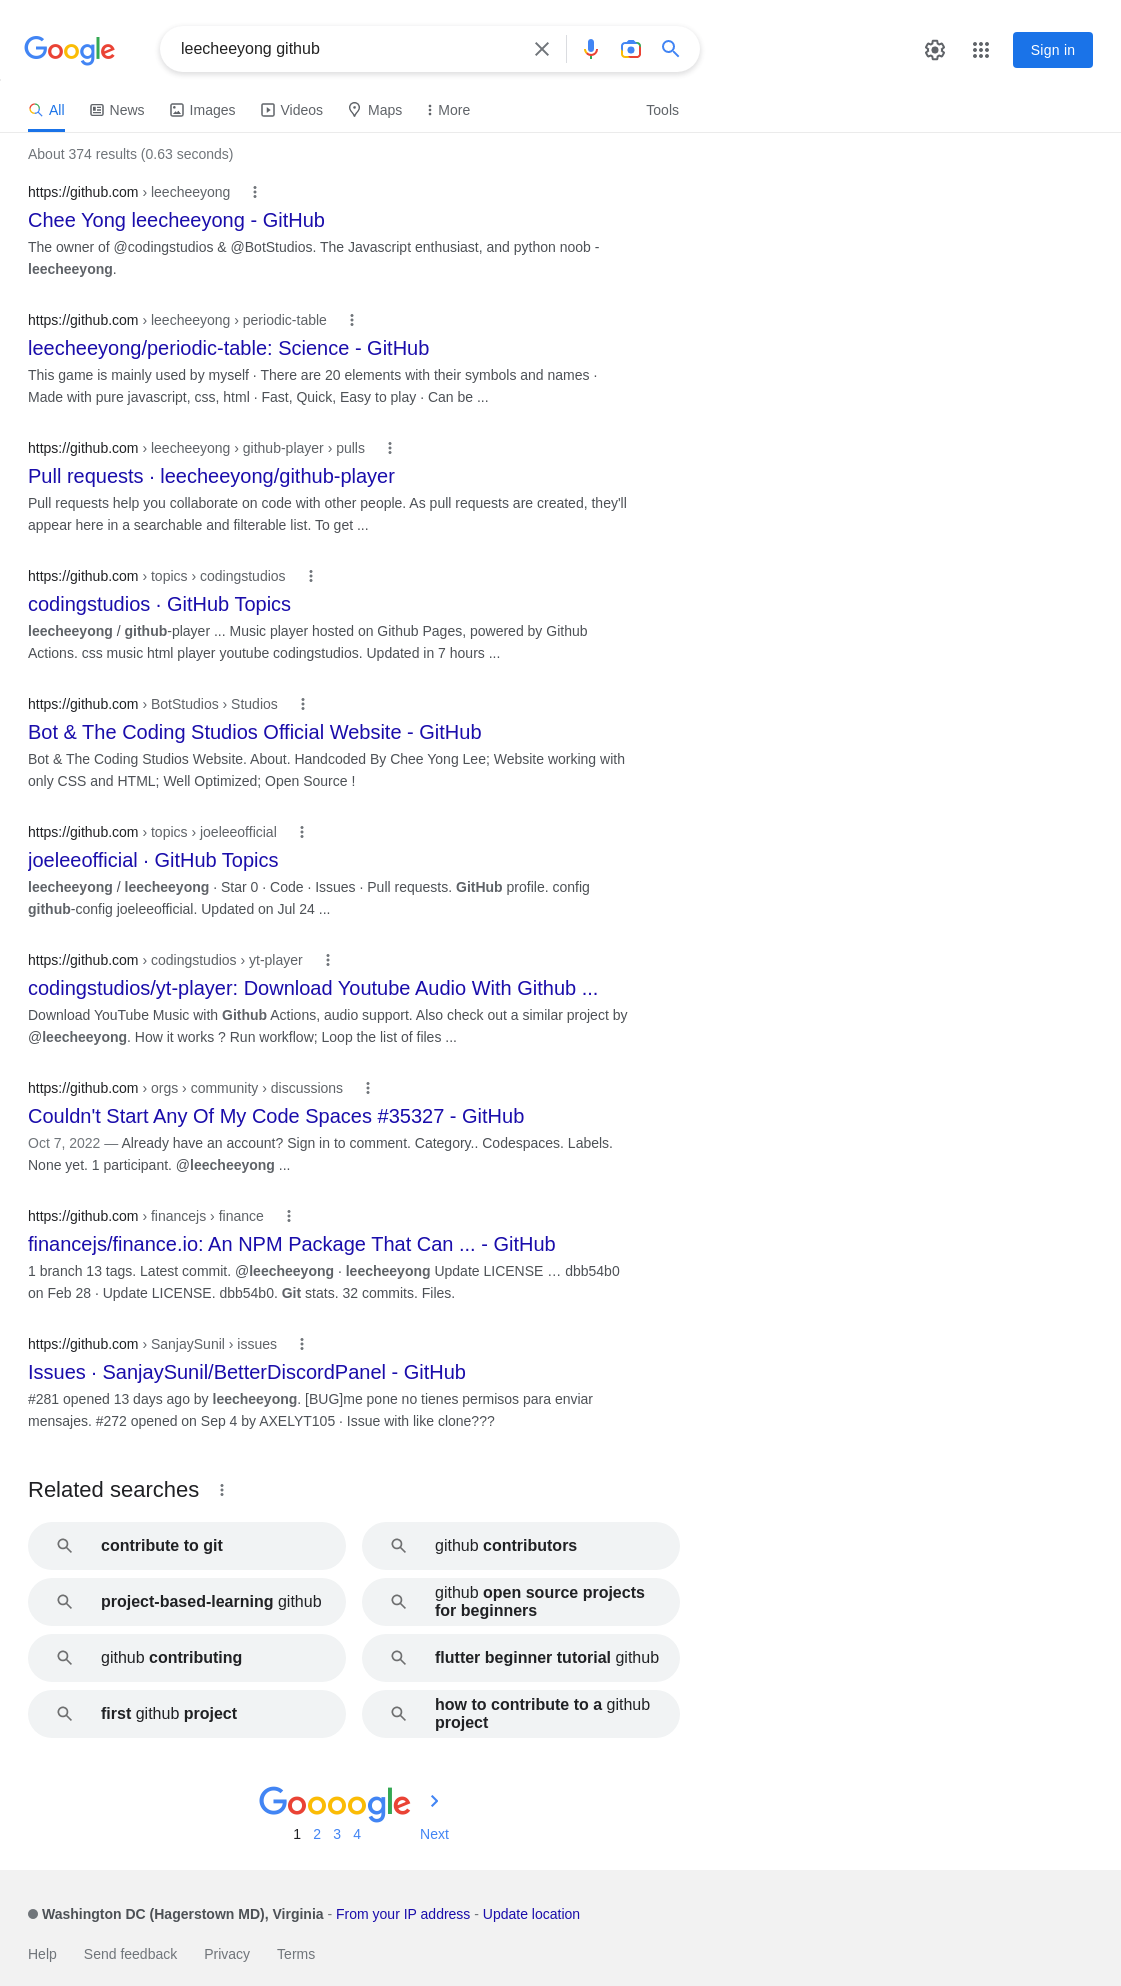 Google
leecheeyong github
Sign in
All
News
Images
Videos
Maps
More
Tools
About 374 results (0.63 seconds)
https://github.com › leecheeyong
Chee Yong leecheeyong - GitHub
The owner of @codingstudios & @BotStudios. The Javascript enthusiast, and python noob -
leecheeyong.
https://github.com › leecheeyong › periodic-table
leecheeyong/periodic-table: Science - GitHub
This game is mainly used by myself · There are 20 elements with their symbols and names ·
Made with pure javascript, css, html · Fast, Quick, Easy to play · Can be ...
https://github.com › leecheeyong › github-player › pulls
Pull requests · leecheeyong/github-player
Pull requests help you collaborate on code with other people. As pull requests are created, they'll
appear here in a searchable and filterable list. To get ...
https://github.com › topics › codingstudios
codingstudios · GitHub Topics
leecheeyong / github-player ... Music player hosted on Github Pages, powered by Github
Actions. css music html player youtube codingstudios. Updated in 7 hours ...
https://github.com › BotStudios › Studios
Bot & The Coding Studios Official Website - GitHub
Bot & The Coding Studios Website. About. Handcoded By Chee Yong Lee; Website working with
only CSS and HTML; Well Optimized; Open Source !
https://github.com › topics › joeleeofficial
joeleeofficial · GitHub Topics
leecheeyong / leecheeyong · Star 0 · Code · Issues · Pull requests. GitHub profile. config
github-config joeleeofficial. Updated on Jul 24 ...
https://github.com › codingstudios › yt-player
codingstudios/yt-player: Download Youtube Audio With Github ...
Download YouTube Music with Github Actions, audio support. Also check out a similar project by
@leecheeyong. How it works ? Run workflow; Loop the list of files ...
https://github.com › orgs › community › discussions
Couldn't Start Any Of My Code Spaces #35327 - GitHub
Oct 7, 2022 — Already have an account? Sign in to comment. Category.. Codespaces. Labels.
None yet. 1 participant. @leecheeyong ...
https://github.com › financejs › finance
financejs/finance.io: An NPM Package That Can ... - GitHub
1 branch 13 tags. Latest commit. @leecheeyong · leecheeyong Update LICENSE … dbb54b0
on Feb 28 · Update LICENSE. dbb54b0. Git stats. 32 commits. Files.
https://github.com › SanjaySunil › issues
Issues · SanjaySunil/BetterDiscordPanel - GitHub
#281 opened 13 days ago by leecheeyong. [BUG]me pone no tienes permisos para enviar
mensajes. #272 opened on Sep 4 by AXELYT105 · Issue with like clone???
Related searches
contribute to git
github contributors
project-based-learning github
github open source projects
for beginners
github contributing
flutter beginner tutorial github
first github project
how to contribute to a github
project
Goooogle
1 2 3 4 Next
Washington DC (Hagerstown MD), Virginia - From your IP address - Update location
Help Send feedback Privacy Terms